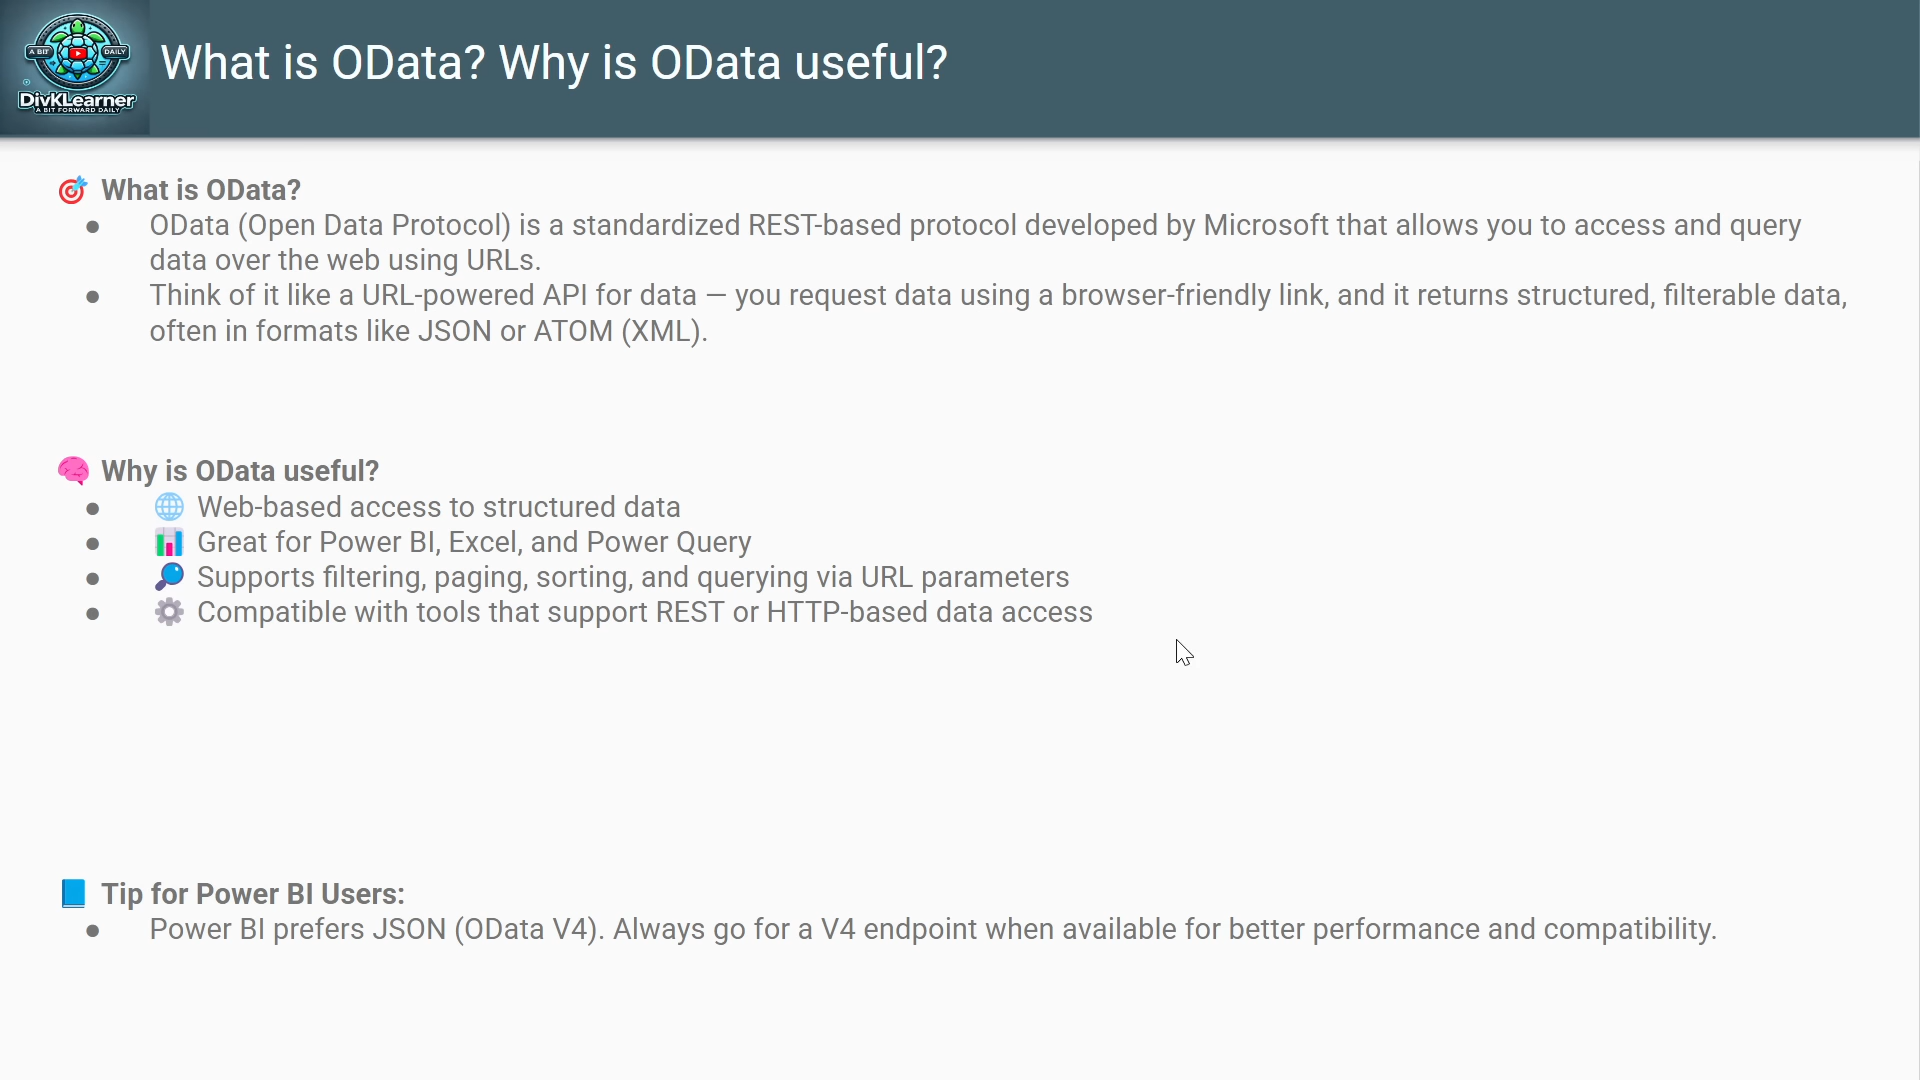 A BIT
DAILY
DivKLearner
A BIT FORWARD DAILY
What is OData? Why is OData useful?
🎯 What is OData?
● OData (Open Data Protocol) is a standardized REST-based protocol developed by Microsoft that allows you to access and query
data over the web using URLs.
● Think of it like a URL-powered API for data — you request data using a browser-friendly link, and it returns structured, filterable data,
often in formats like JSON or ATOM (XML).
🧠 Why is OData useful?
● 🌐 Web-based access to structured data
● 📊 Great for Power BI, Excel, and Power Query
● 🔎 Supports filtering, paging, sorting, and querying via URL parameters
● ⚙️ Compatible with tools that support REST or HTTP-based data access
📘 Tip for Power BI Users:
● Power BI prefers JSON (OData V4). Always go for a V4 endpoint when available for better performance and compatibility.